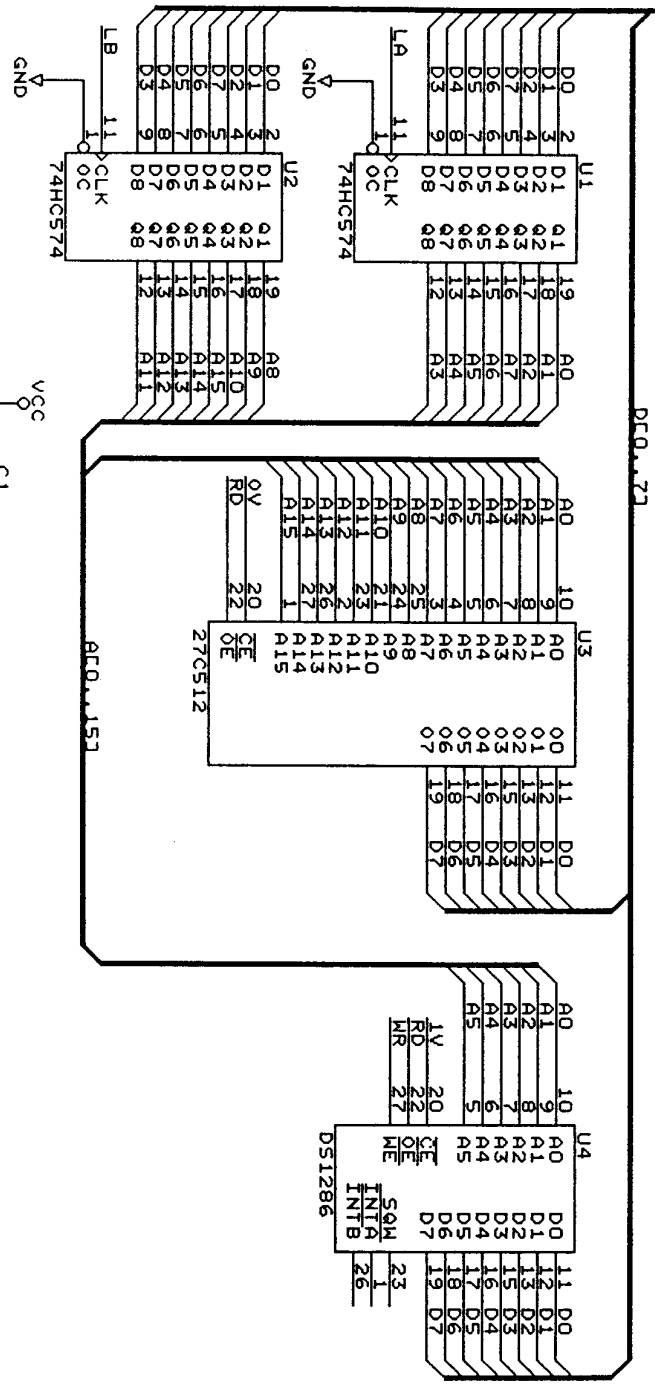 D[0..7]
U1
D0 2 D1 Q1 19 A0
D1 3 D2 Q2 18 A1
D2 4 D3 Q3 17 A2
D7 5 D4 Q4 16 A7
D6 6 D5 Q5 15 A6
D5 7 D6 Q6 14 A5
D4 8 D7 Q7 13 A4
D3 9 D8 Q8 12 A3
LA 11 CLK
1 OC
GND
74HC574
U2
D0 2 D1 Q1 19 A8
D1 3 D2 Q2 18 A9
D2 4 D3 Q3 17 A10
D7 5 D4 Q4 16 A15
D6 6 D5 Q5 15 A14
D5 7 D6 Q6 14 A13
D4 8 D7 Q7 13 A12
D3 9 D8 Q8 12 A11
LB 11 CLK
1 OC
GND
74HC574
U3
A0 10 A0 O0 11 D0
A1 9 A1 O1 12 D1
A2 8 A2 O2 13 D2
A3 7 A3 O3 15 D3
A4 6 A4 O4 16 D4
A5 5 A5 O5 17 D5
A6 4 A6 O6 18 D6
A7 3 A7 O7 19 D7
A8 25 A8
A9 24 A9
A10 21 A10
A11 23 A11
A12 2 A12
A13 26 A13
A14 27 A14
A15 1 A15
0V 20 CE
RD 22 OE
27C512
U4
A0 10 A0 D0 11 D0
A1 9 A1 D1 12 D1
A2 8 A2 D2 13 D2
A3 7 A3 D3 15 D3
A4 6 A4 D4 16 D4
A5 5 A5 D5 17 D5
D6 18 D6
D7 19 D7
1V 20 CE
RD 22 OE
WR 27 WE
SQW 23
INTA 1
INTB 26
DS1286
A[0..15]
VCC
C1